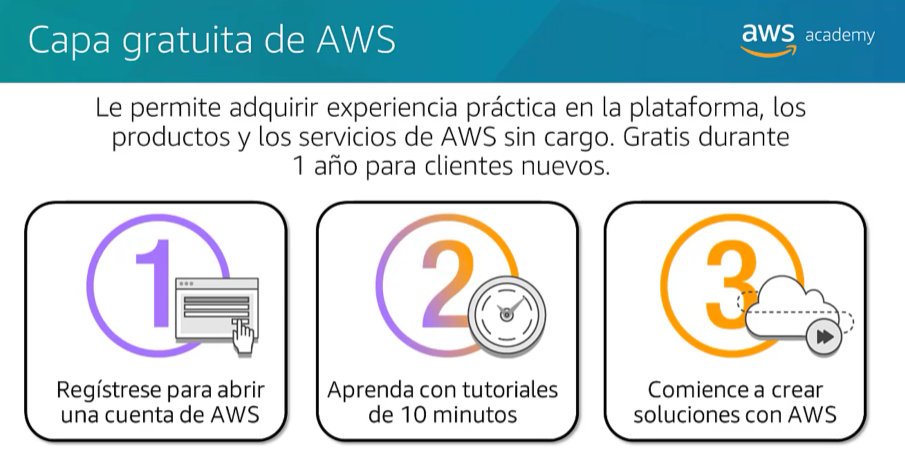 Capa gratuita de AWS
aws academy
Le permite adquirir experiencia práctica en la plataforma, los
productos y los servicios de AWS sin cargo. Gratis durante
1 año para clientes nuevos.
1
Regístrese para abrir
una cuenta de AWS
2
Aprenda con tutoriales
de 10 minutos
3
Comience a crear
soluciones con AWS